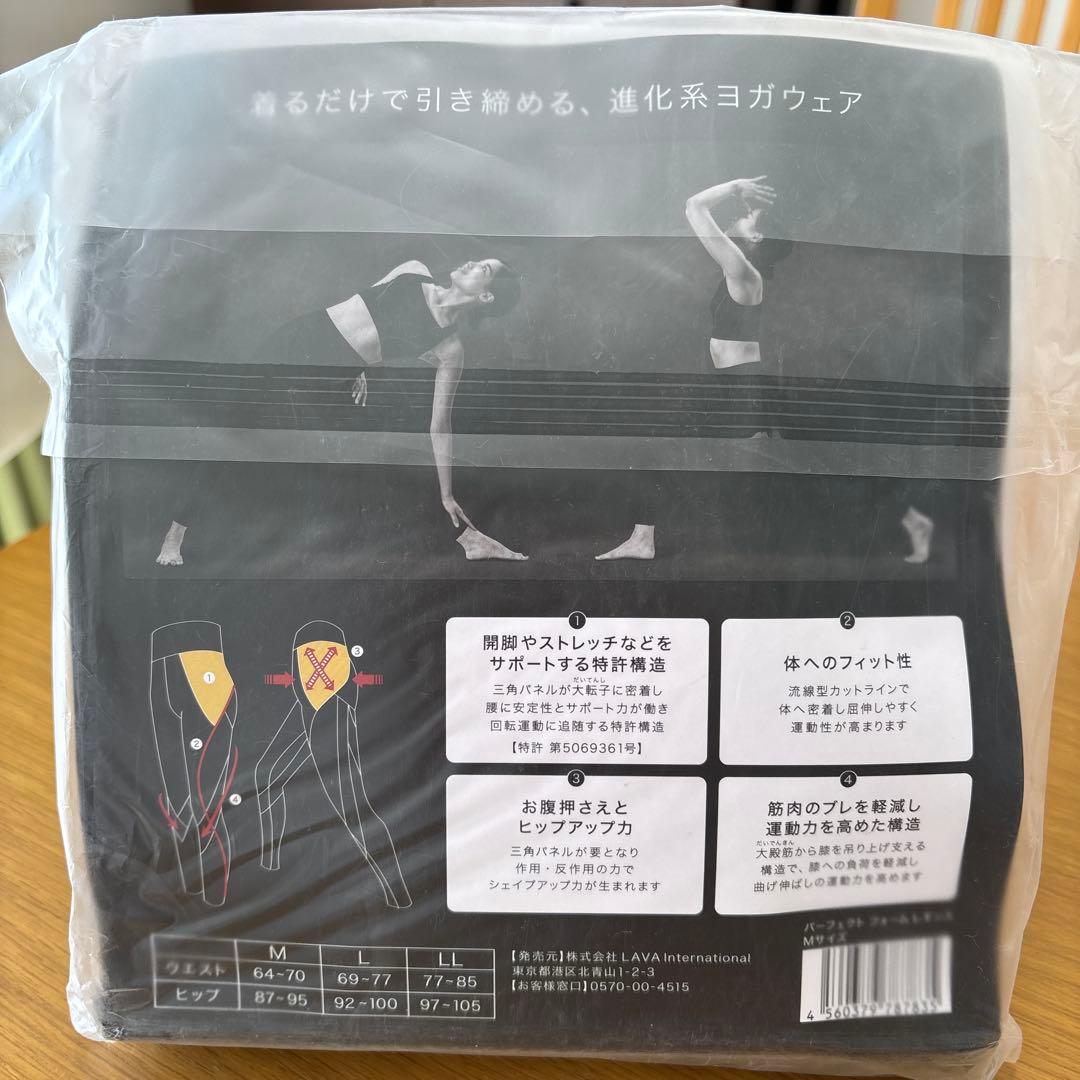 着るだけで引き締める、進化系ヨガウェア
1
開脚やストレッチなどを
サポートする特許構造
だいてんし
三角パネルが大転子に密着し
腰に安定性とサポート力が働き
回転運動に追随する特許構造
【特許 第5069361号】
2
体へのフィット性
流線型カットラインで
体へ密着し屈伸しやすく
運動性が高まります
1
2
4
3
3
お腹押さえと
ヒップアップ力
三角パネルが要となり
作用・反作用の力で
シェイプアップ力が生まれます
4
筋肉のブレを軽減し
運動力を高めた構造
だいでんきん
大殿筋から膝を吊り上げ支える
構造で、膝への負荷を軽減し
曲げ伸ばしの運動力を高めます
M L LL
ウエスト 64~70 69~77 77~85
ヒップ 87~95 92~100 97~105
【発売元】株式会社 LAVA International
東京都港区北青山1-2-3
【お客様窓口】0570-00-4515
パーフェクト フォーム レギンス
Mサイズ
4 560379 787835